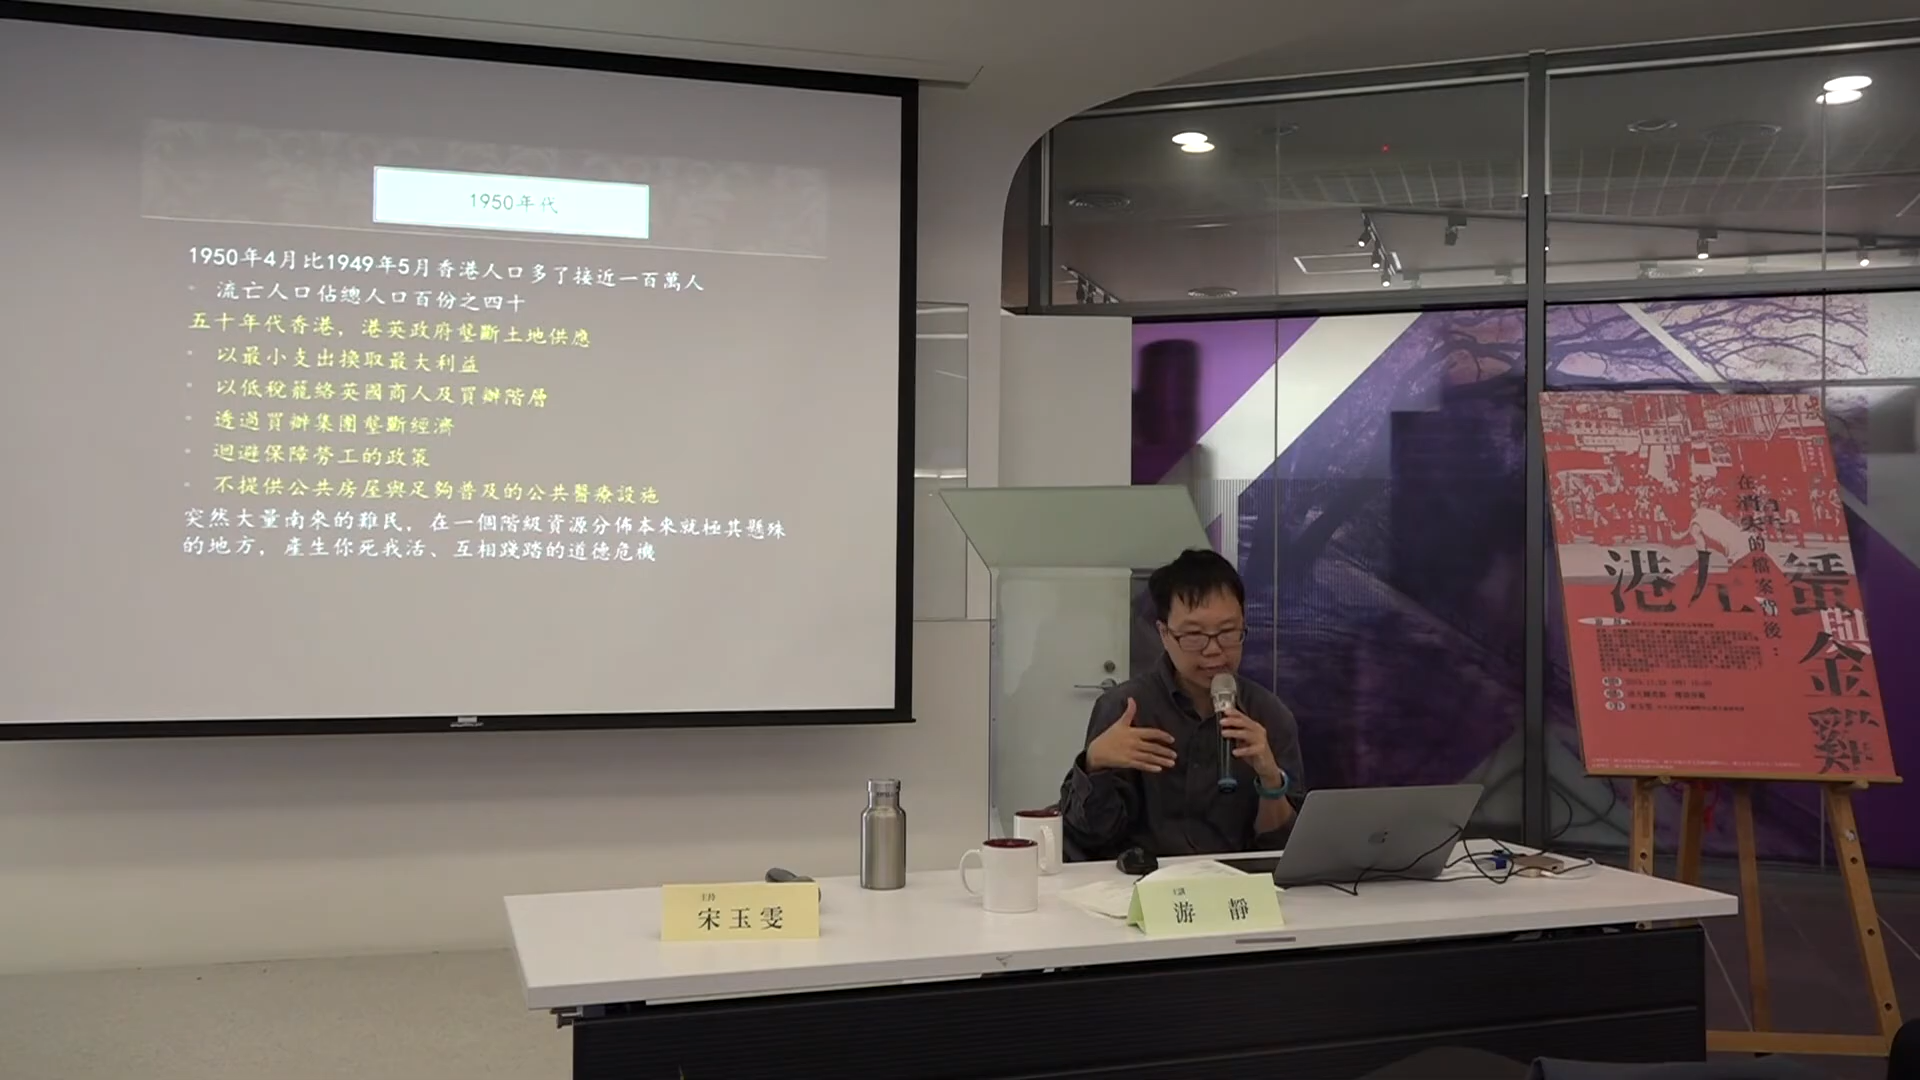 1950年代
1950年4月比1949年5月香港人口多了接近一百萬人
流亡人口佔總人口百份之四十
五十年代香港，港英政府壟斷土地供應
以最小支出換取最大利益
以低稅籠絡英國商人及買辦階層
透過買辦集團壟斷經濟
迴避保障勞工的政策
不提供公共房屋與足夠普及的公共醫療設施
突然大量南來的難民，在一個階級資源分佈本來就極其懸殊
的地方，產生你死我活、互相踐踏的道德危機
主持
宋玉雯
主講
游 靜
在消失的檔案背後：
港
與金雞